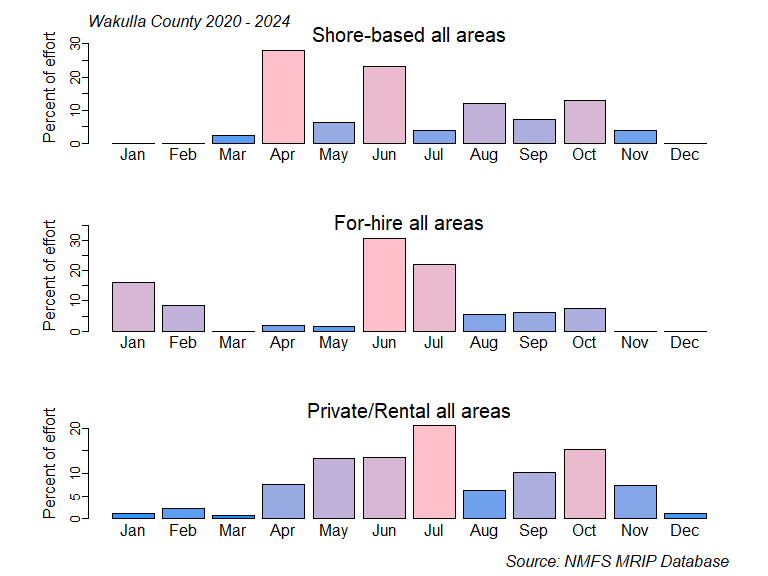 Wakulla County 2020 - 2024
Shore-based all areas
Percent of effort
0 10 20 30
Jan Feb Mar Apr May Jun Jul Aug Sep Oct Nov Dec
For-hire all areas
Percent of effort
0 10 20 30
Jan Feb Mar Apr May Jun Jul Aug Sep Oct Nov Dec
Private/Rental all areas
Percent of effort
0 5 10 20
Jan Feb Mar Apr May Jun Jul Aug Sep Oct Nov Dec
Source: NMFS MRIP Database